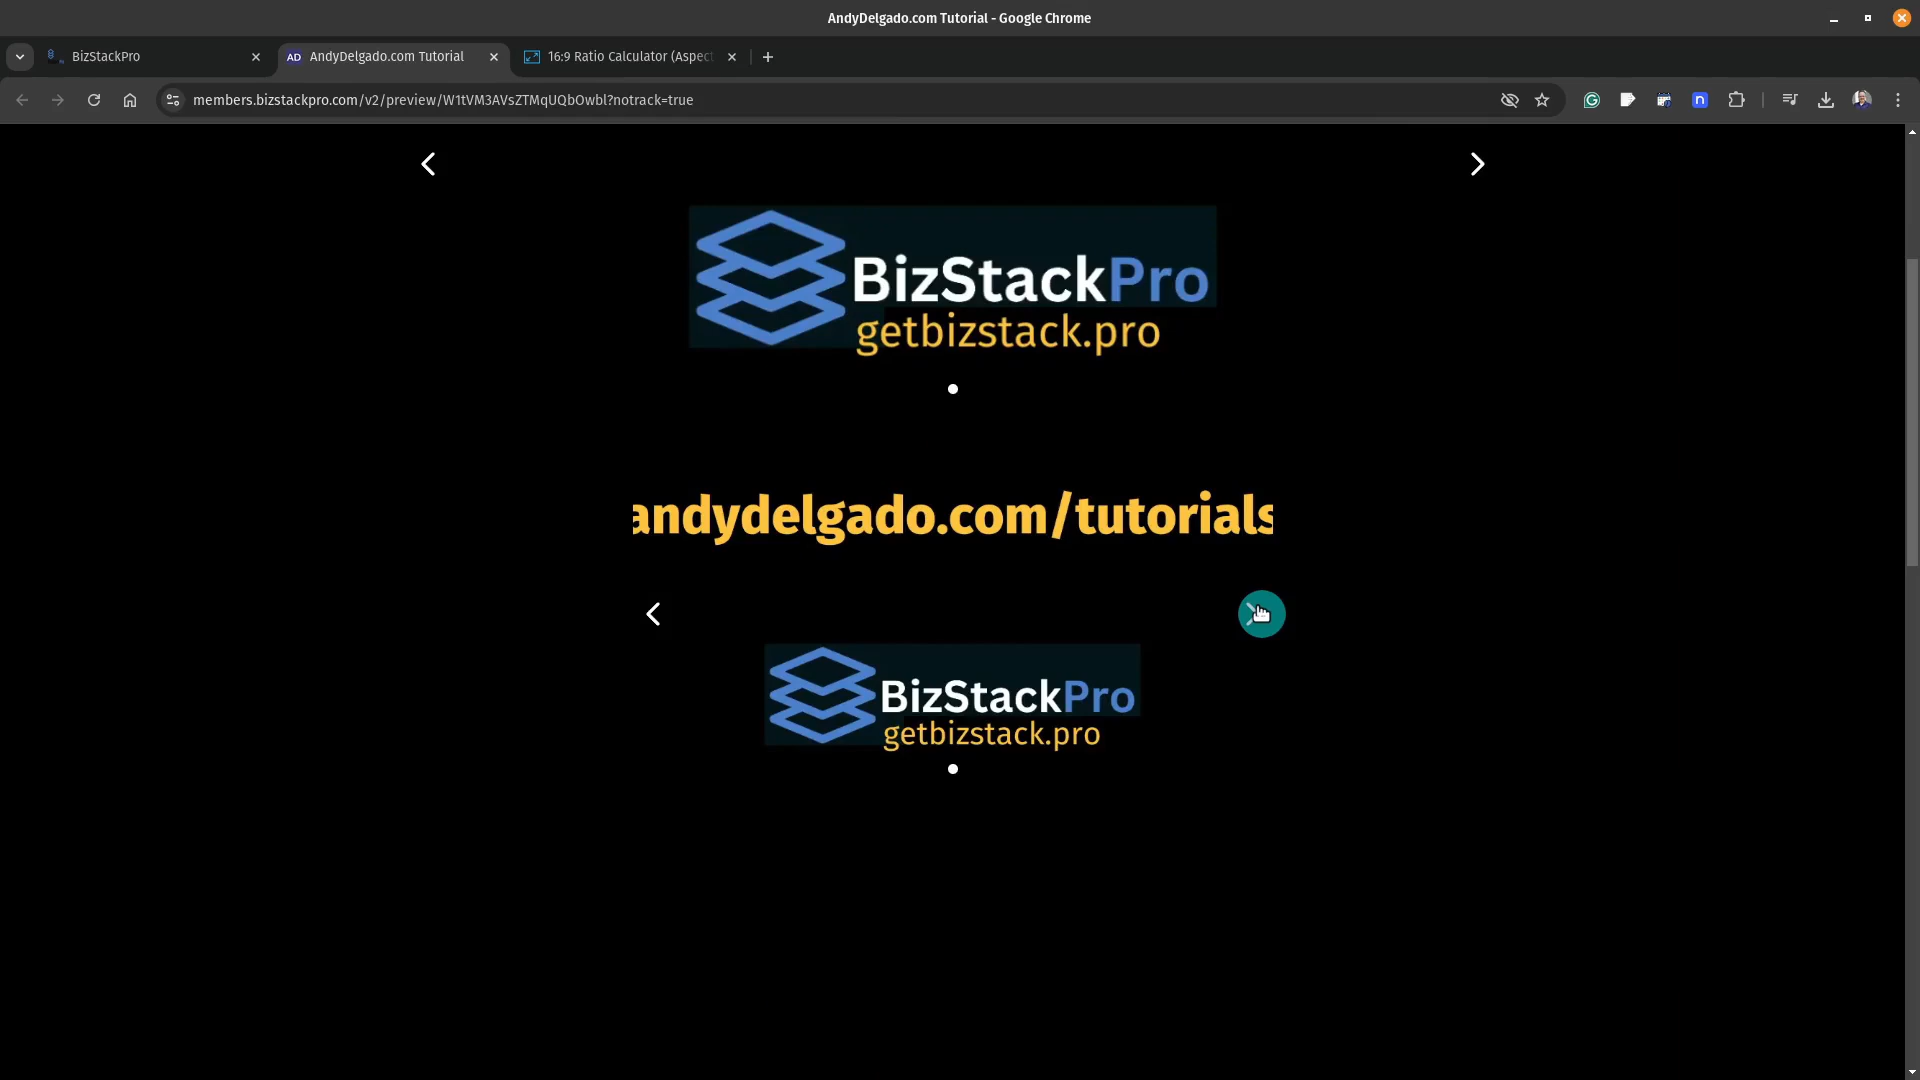 AndyDelgado.com Tutorial - Google Chrome
BizStackPro
AD AndyDelgado.com Tutorial
16:9 Ratio Calculator (Aspect
members.bizstackpro.com/v2/preview/W1tVM3AVsZTMqUQbOwbl?notrack=true
BizStackPro
getbizstack.pro
andydelgado.com/tutorials
BizStackPro
getbizstack.pro